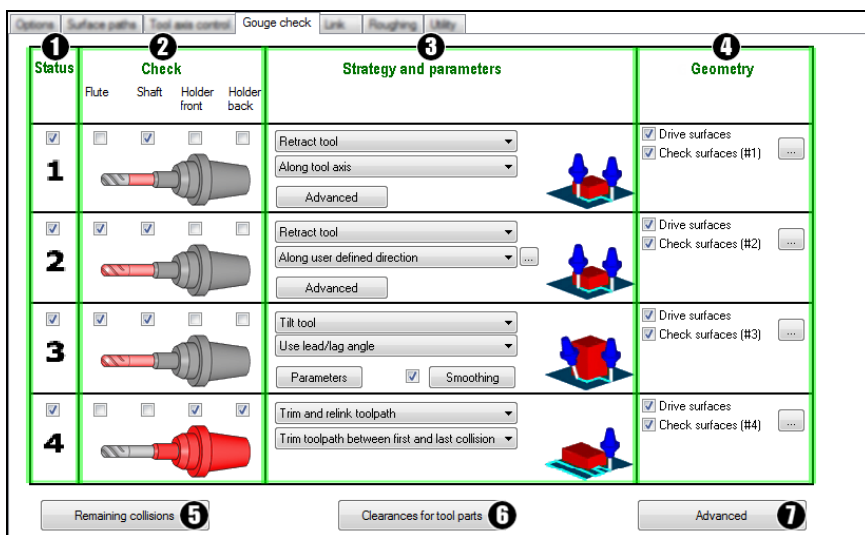 Options Surface paths Tool axis control Gouge check Link Roughing Utility
1 2 3 4
Status Check Strategy and parameters Geometry
Flute Shaft Holder front Holder back
1
Retract tool
Along tool axis
Advanced
Drive surfaces
Check surfaces (#1)
...
2
Retract tool
Along user defined direction
...
Advanced
Drive surfaces
Check surfaces (#2)
...
3
Tilt tool
Use lead/lag angle
Parameters Smoothing
Drive surfaces
Check surfaces (#3)
...
4
Trim and relink toolpath
Trim toolpath between first and last collision
Drive surfaces
Check surfaces (#4)
...
Remaining collisions 5 Clearances for tool parts 6 Advanced 7